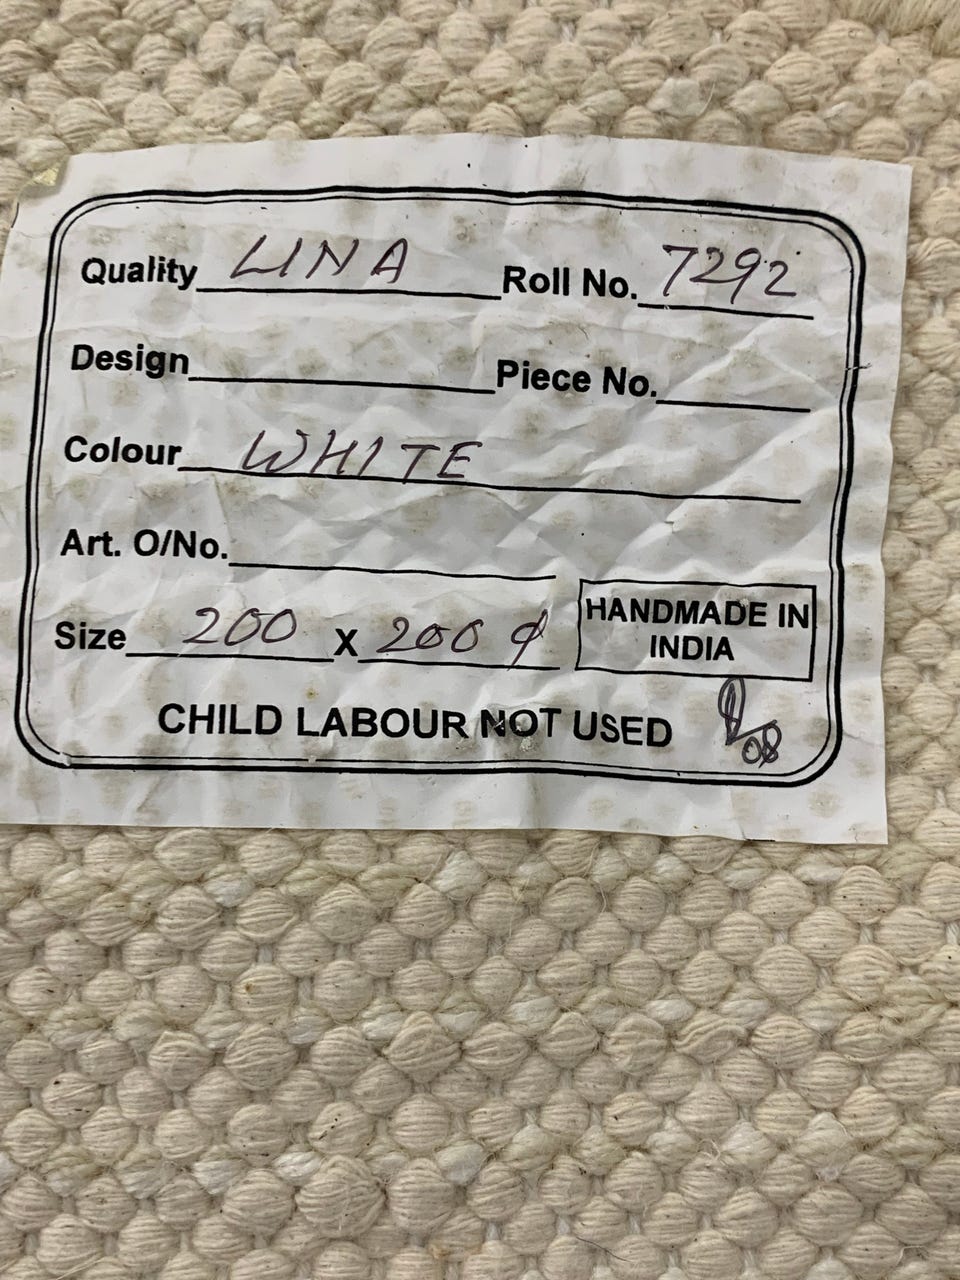 Quality LINA Roll No. 7292
Design Piece No.
Colour WHITE
Art. O/No.
Size 200 X 200
HANDMADE IN
INDIA
CHILD LABOUR NOT USED
08